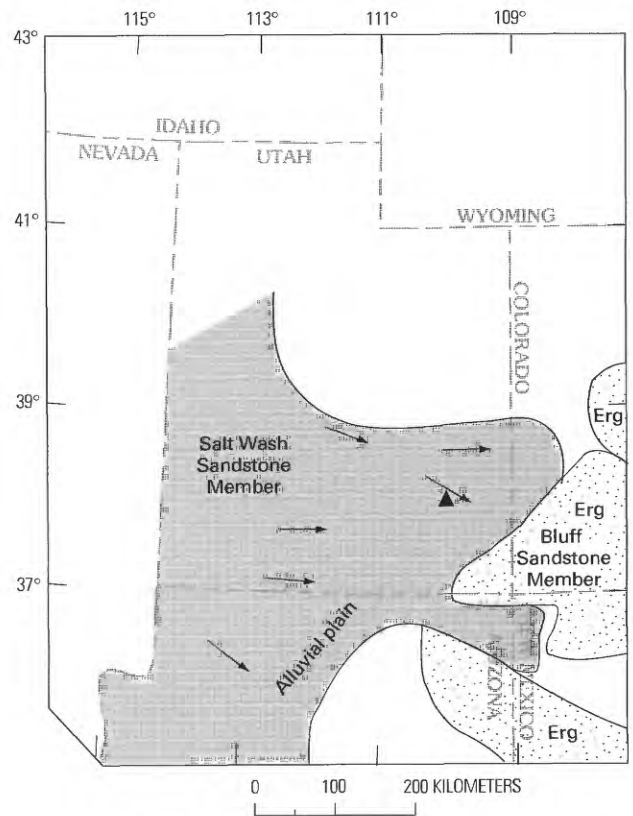 115° 113° 111° 109°
43°
IDAHO
NEVADA UTAH
41°
WYOMING
COLORADO
39°
Erg
Salt Wash
Sandstone
Member
Erg
Bluff
Sandstone
Member
37°
Alluvial plain
MEXICO
ZONA
Erg
0 100 200 KILOMETERS